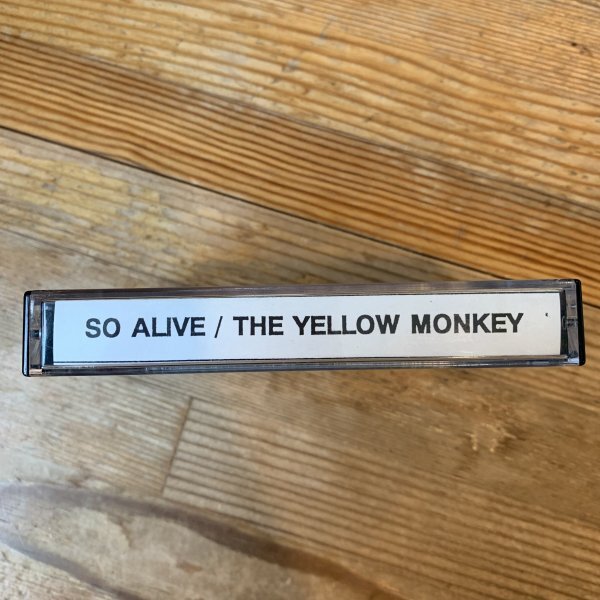 SO ALIVE / THE YELLOW MONKEY